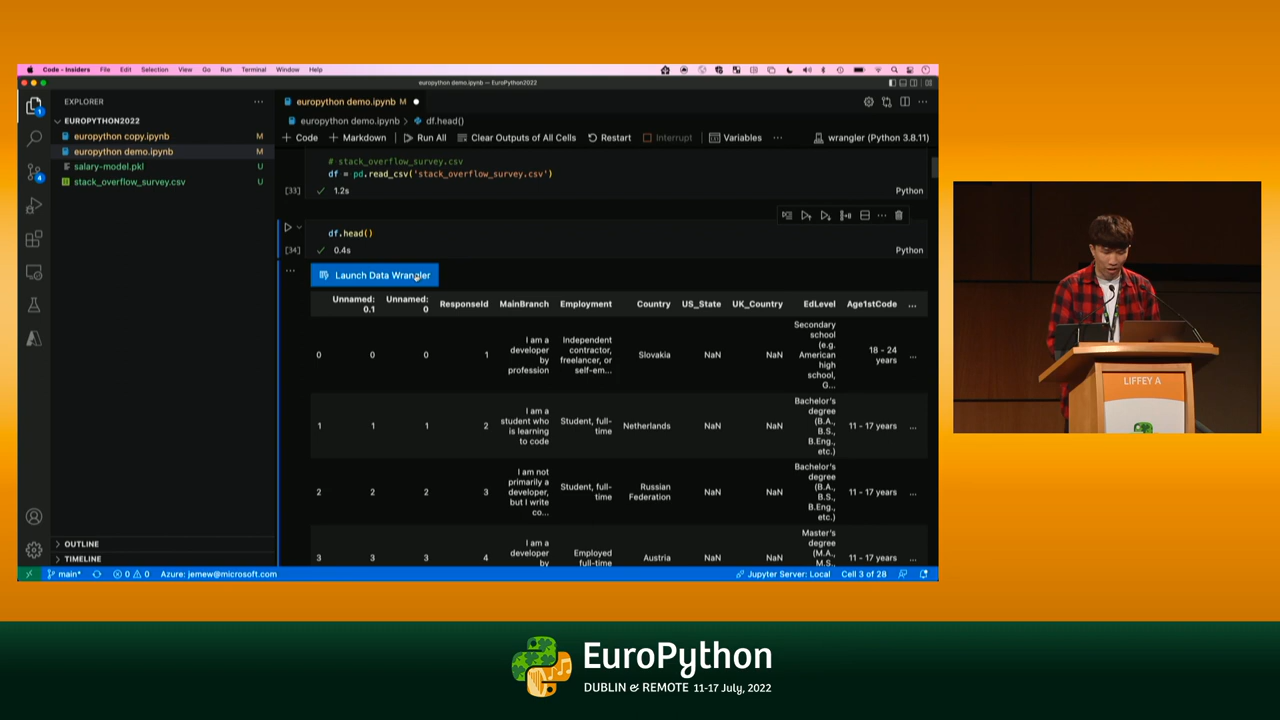 Code - Insiders File Edit Selection View Go Run Terminal Window Help
europython demo.ipynb — EuroPython2022
EXPLORER
EUROPYTHON2022
europython copy.ipynb M
europython demo.ipynb M
salary-model.pkl U
stack_overflow_survey.csv U
OUTLINE
TIMELINE
europython demo.ipynb M
europython demo.ipynb > df.head()
+ Code + Markdown Run All Clear Outputs of All Cells Restart Interrupt Variables ... wrangler (Python 3.8.11)
# stack_overflow_survey.csv
df = pd.read_csv('stack_overflow_survey.csv')
[33] 1.2s Python
df.head()
[34] 0.4s Python
Launch Data Wrangler
Unnamed: 0.1 Unnamed: 0 ResponseId MainBranch Employment Country US_State UK_Country EdLevel Age1stCode ...
0 0 0 1 I am a developer by profession Independent contractor, freelancer, or self-em... Slovakia NaN NaN Secondary school (e.g. American high school, G... 18 - 24 years ...
1 1 1 2 I am a student who is learning to code Student, full-time Netherlands NaN NaN Bachelor's degree (B.A., B.S., B.Eng., etc.) 11 - 17 years ...
2 2 2 3 I am not primarily a developer, but I write co... Student, full-time Russian Federation NaN NaN Bachelor's degree (B.A., B.S., B.Eng., etc.) 11 - 17 years ...
3 3 3 4 I am a developer by Employed full-time Austria NaN NaN Master's degree (M.A., M.S., 11 - 17 years ...
main* 0 0 Azure: jemew@microsoft.com Jupyter Server: Local Cell 3 of 28
LIFFEY A
EuroPython
DUBLIN & REMOTE 11-17 July, 2022